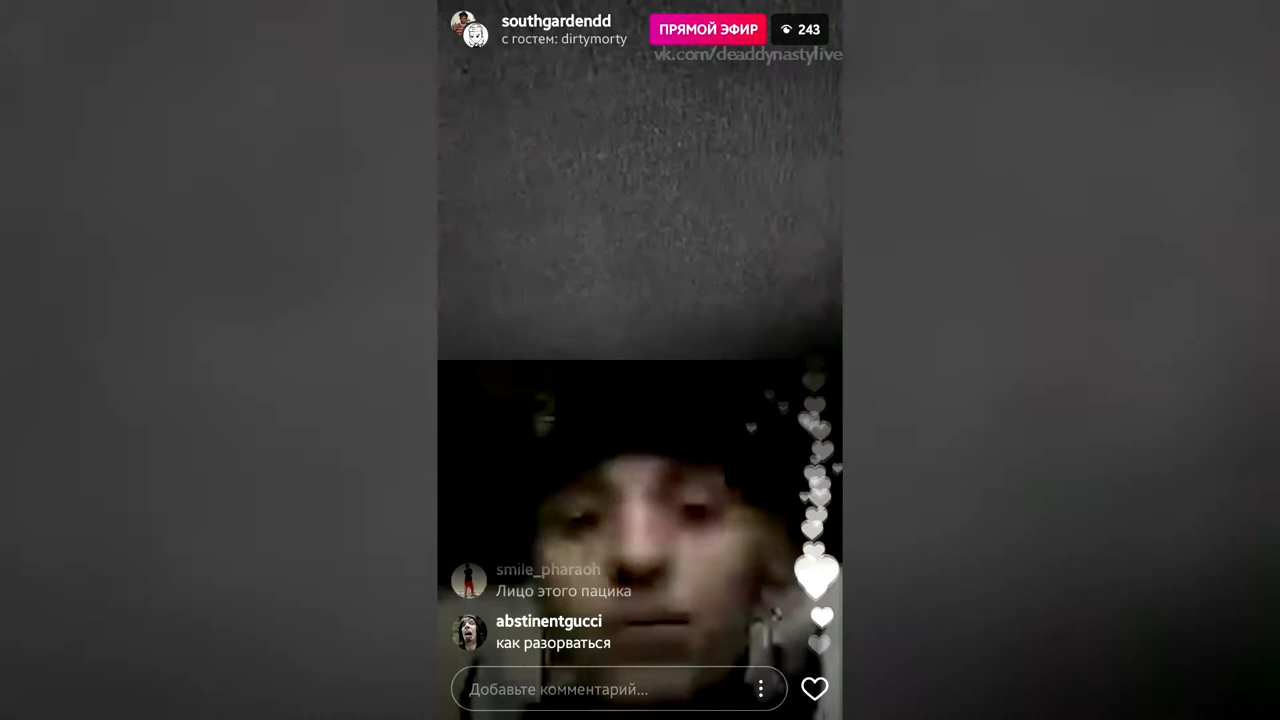 southgardendd
с гостем: dirtymorty
ПРЯМОЙ ЭФИР
243
vk.com/deaddynastylive
smile_pharaoh
Лицо этого пацика
abstinentgucci
как разорваться
Добавьте комментарий...